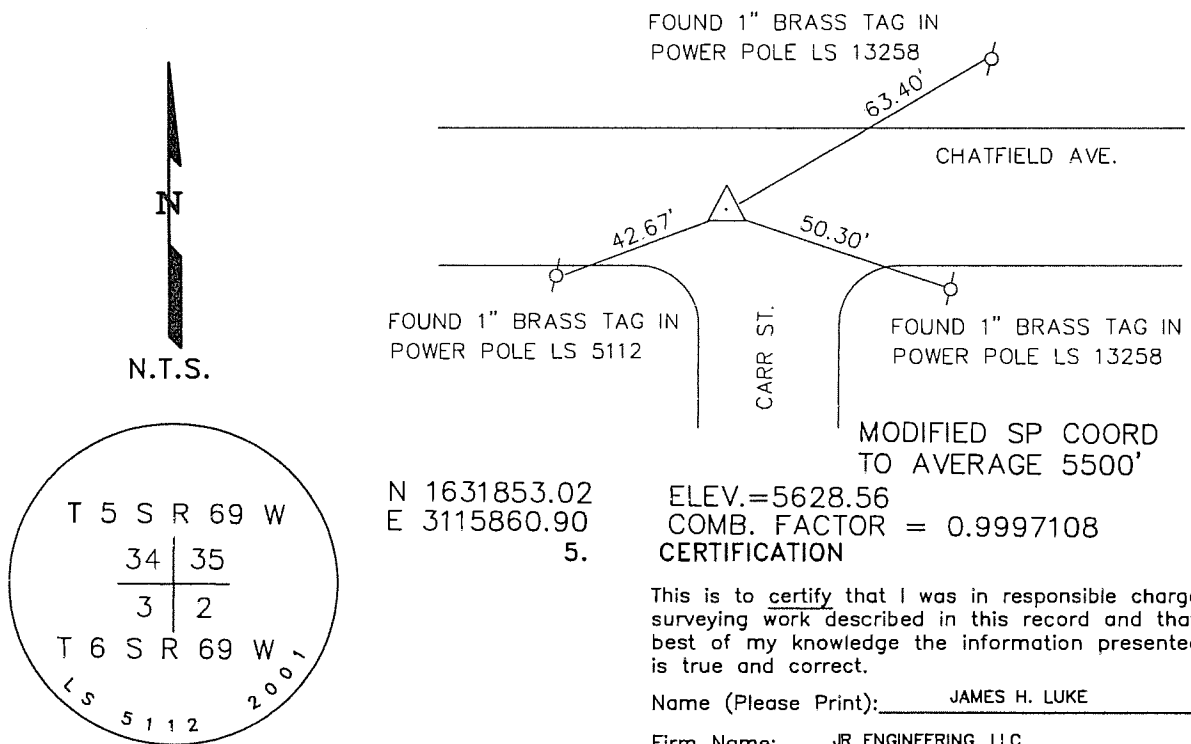 FOUND 1" BRASS TAG IN
POWER POLE LS 13258
63.40'
CHATFIELD AVE.
N
42.67'
50.30'
FOUND 1" BRASS TAG IN
POWER POLE LS 5112
CARR ST.
FOUND 1" BRASS TAG IN
POWER POLE LS 13258
N.T.S.
MODIFIED SP COORD
TO AVERAGE 5500'
N 1631853.02
E 3115860.90
ELEV.=5628.56
COMB. FACTOR = 0.9997108
T 5 S R 69 W
34 35
3 2
T 6 S R 69 W
LS 5112 2001
5. CERTIFICATION
This is to certify that I was in responsible charge
surveying work described in this record and that
best of my knowledge the information presented
is true and correct.
Name (Please Print): JAMES H. LUKE
Firm Name: JR ENGINEERING, LLC